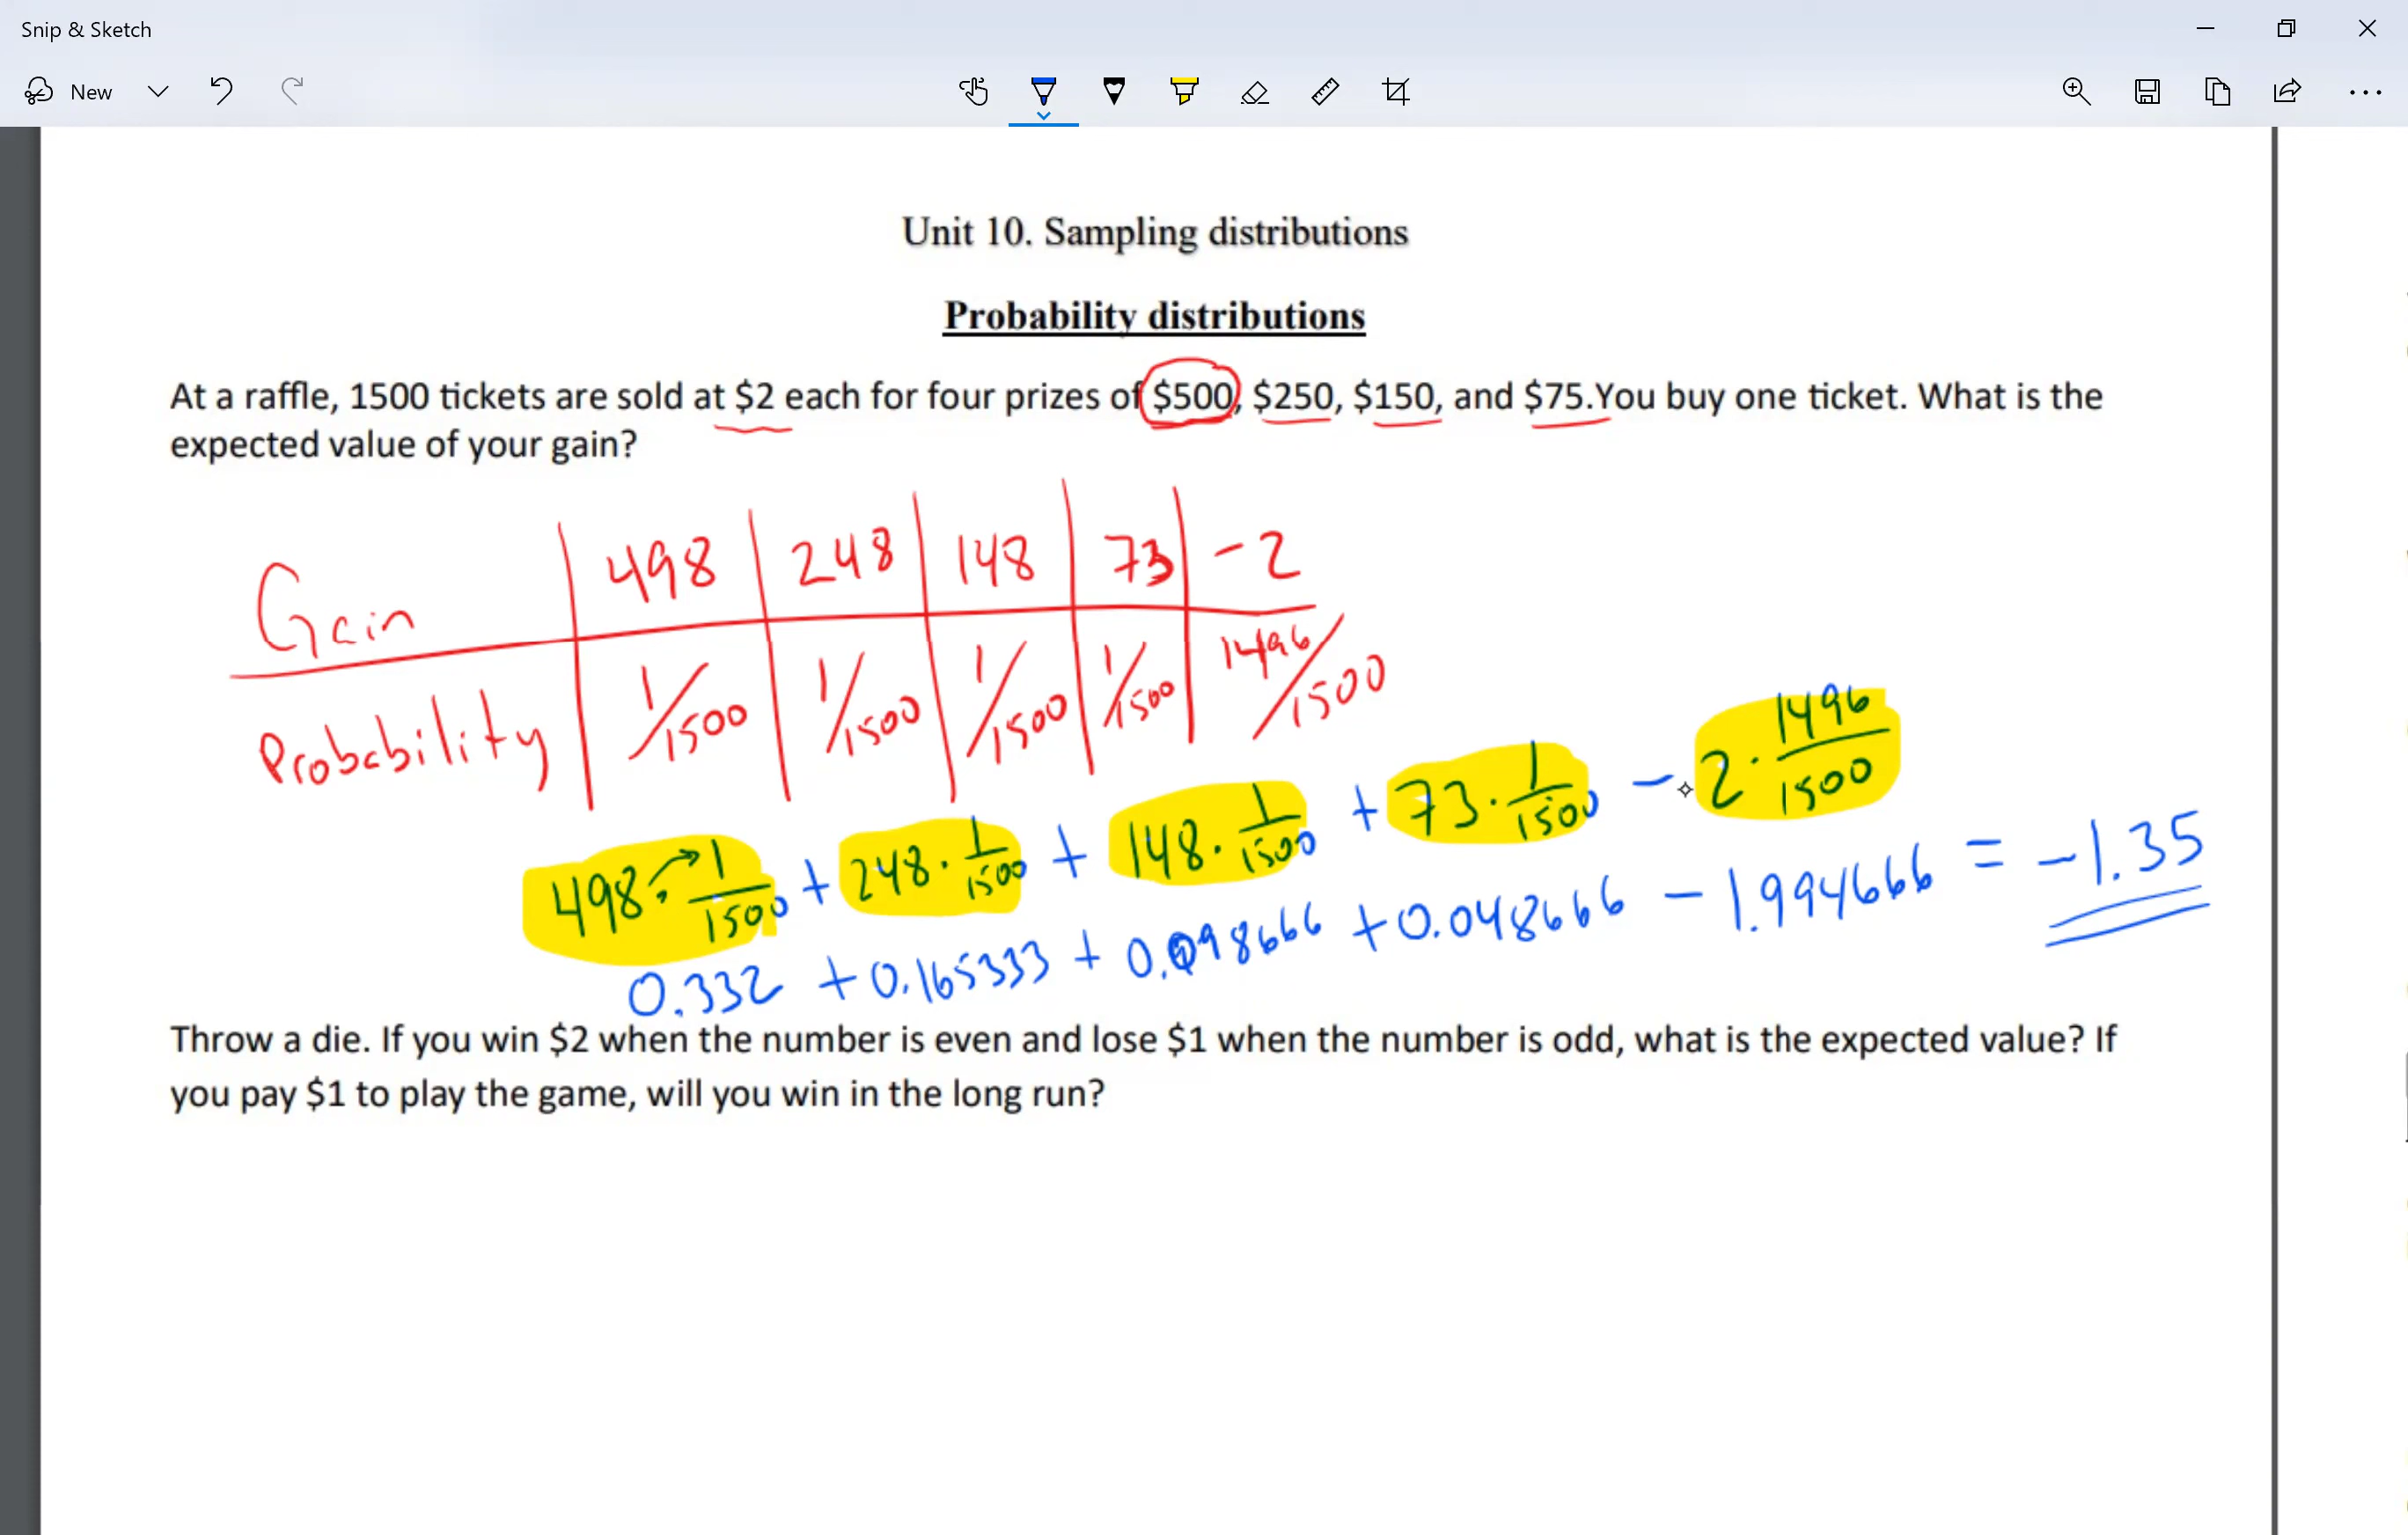 Snip & Sketch
New
Unit 10. Sampling distributions
Probability distributions
At a raffle, 1500 tickets are sold at $2 each for four prizes of $500, $250, $150, and $75.You buy one ticket. What is the
expected value of your gain?
Gain 498 248 148 73 -2
Probability 1/1500 1/1500 1/1500 1/1500 1496/1500
498 · 1/1500 + 248 · 1/1500 + 148 · 1/1500 + 73 · 1/1500 - 2 · 1496/1500
0.332 + 0.165333 + 0.098666 + 0.048666 - 1.994666 = -1.35
Throw a die. If you win $2 when the number is even and lose $1 when the number is odd, what is the expected value? If
you pay $1 to play the game, will you win in the long run?